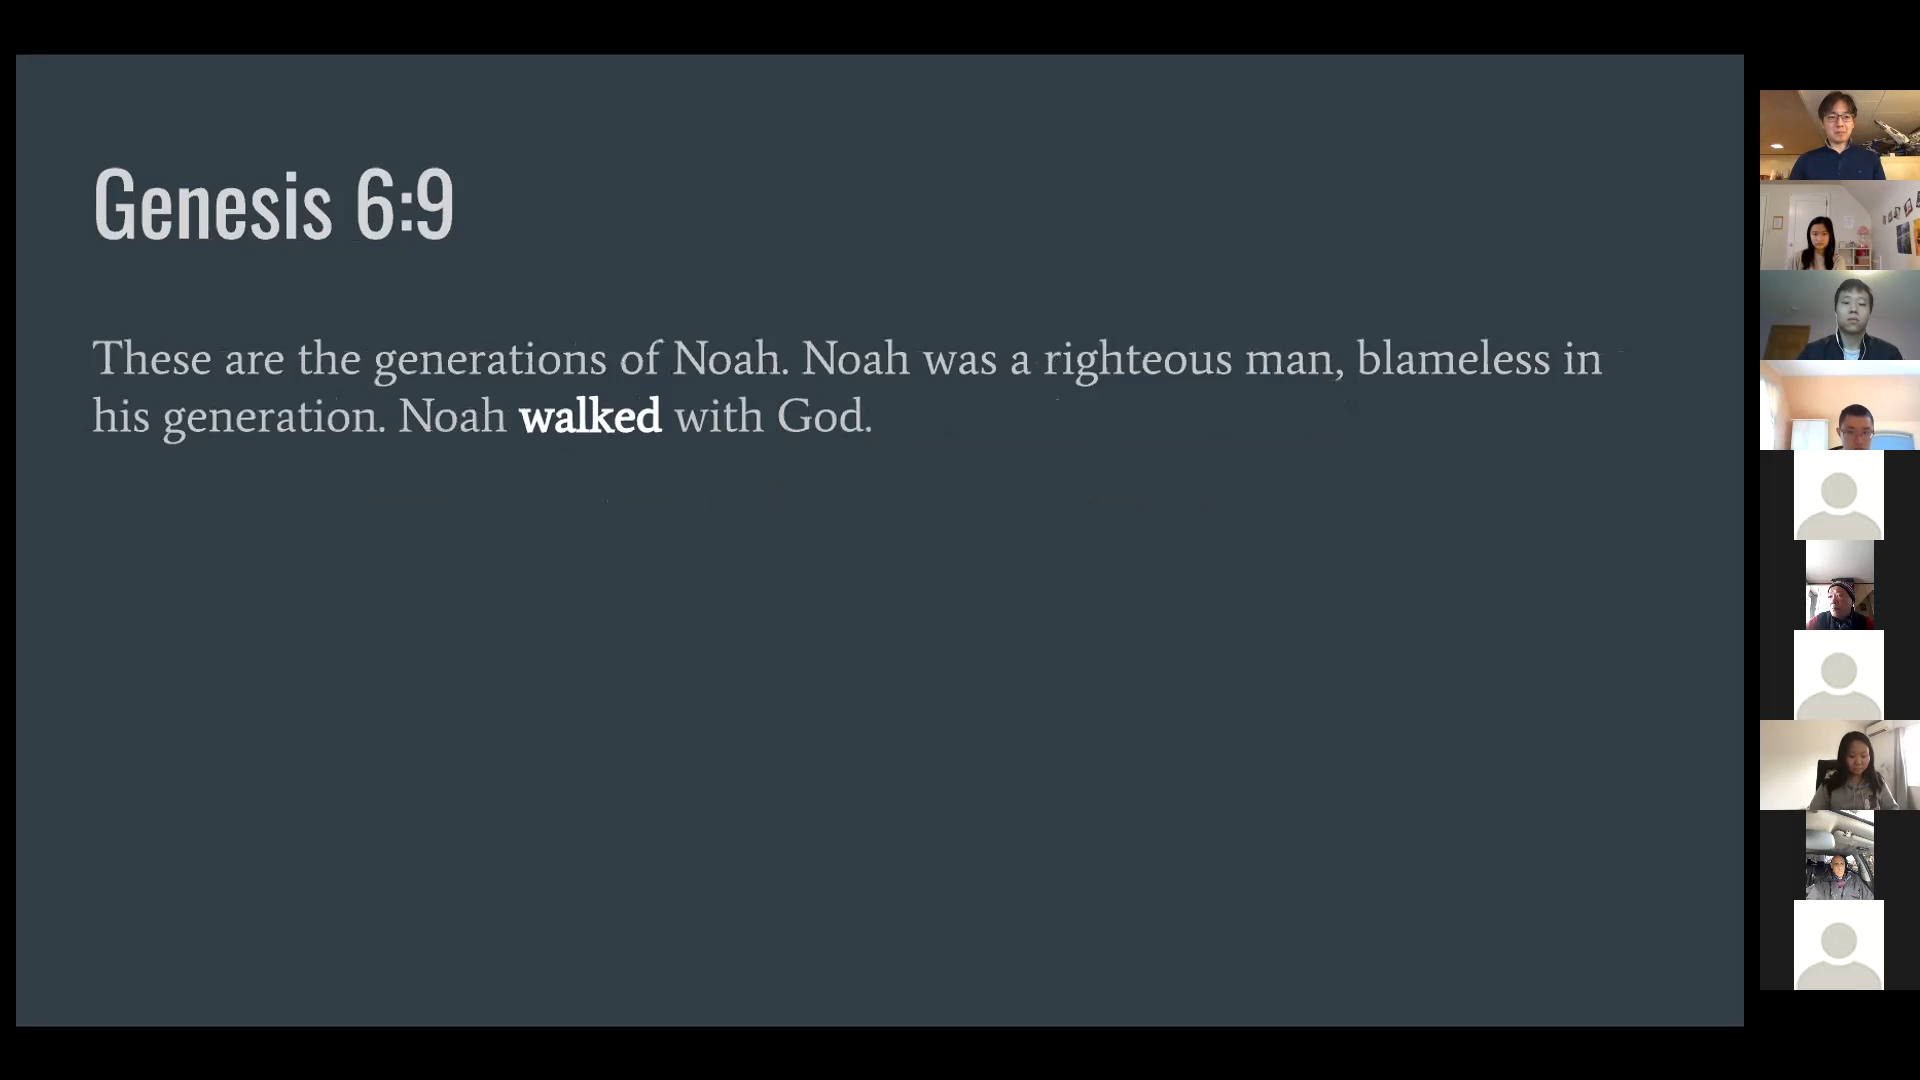 Genesis 6:9
These are the generations of Noah. Noah was a righteous man, blameless in
his generation. Noah walked with God.